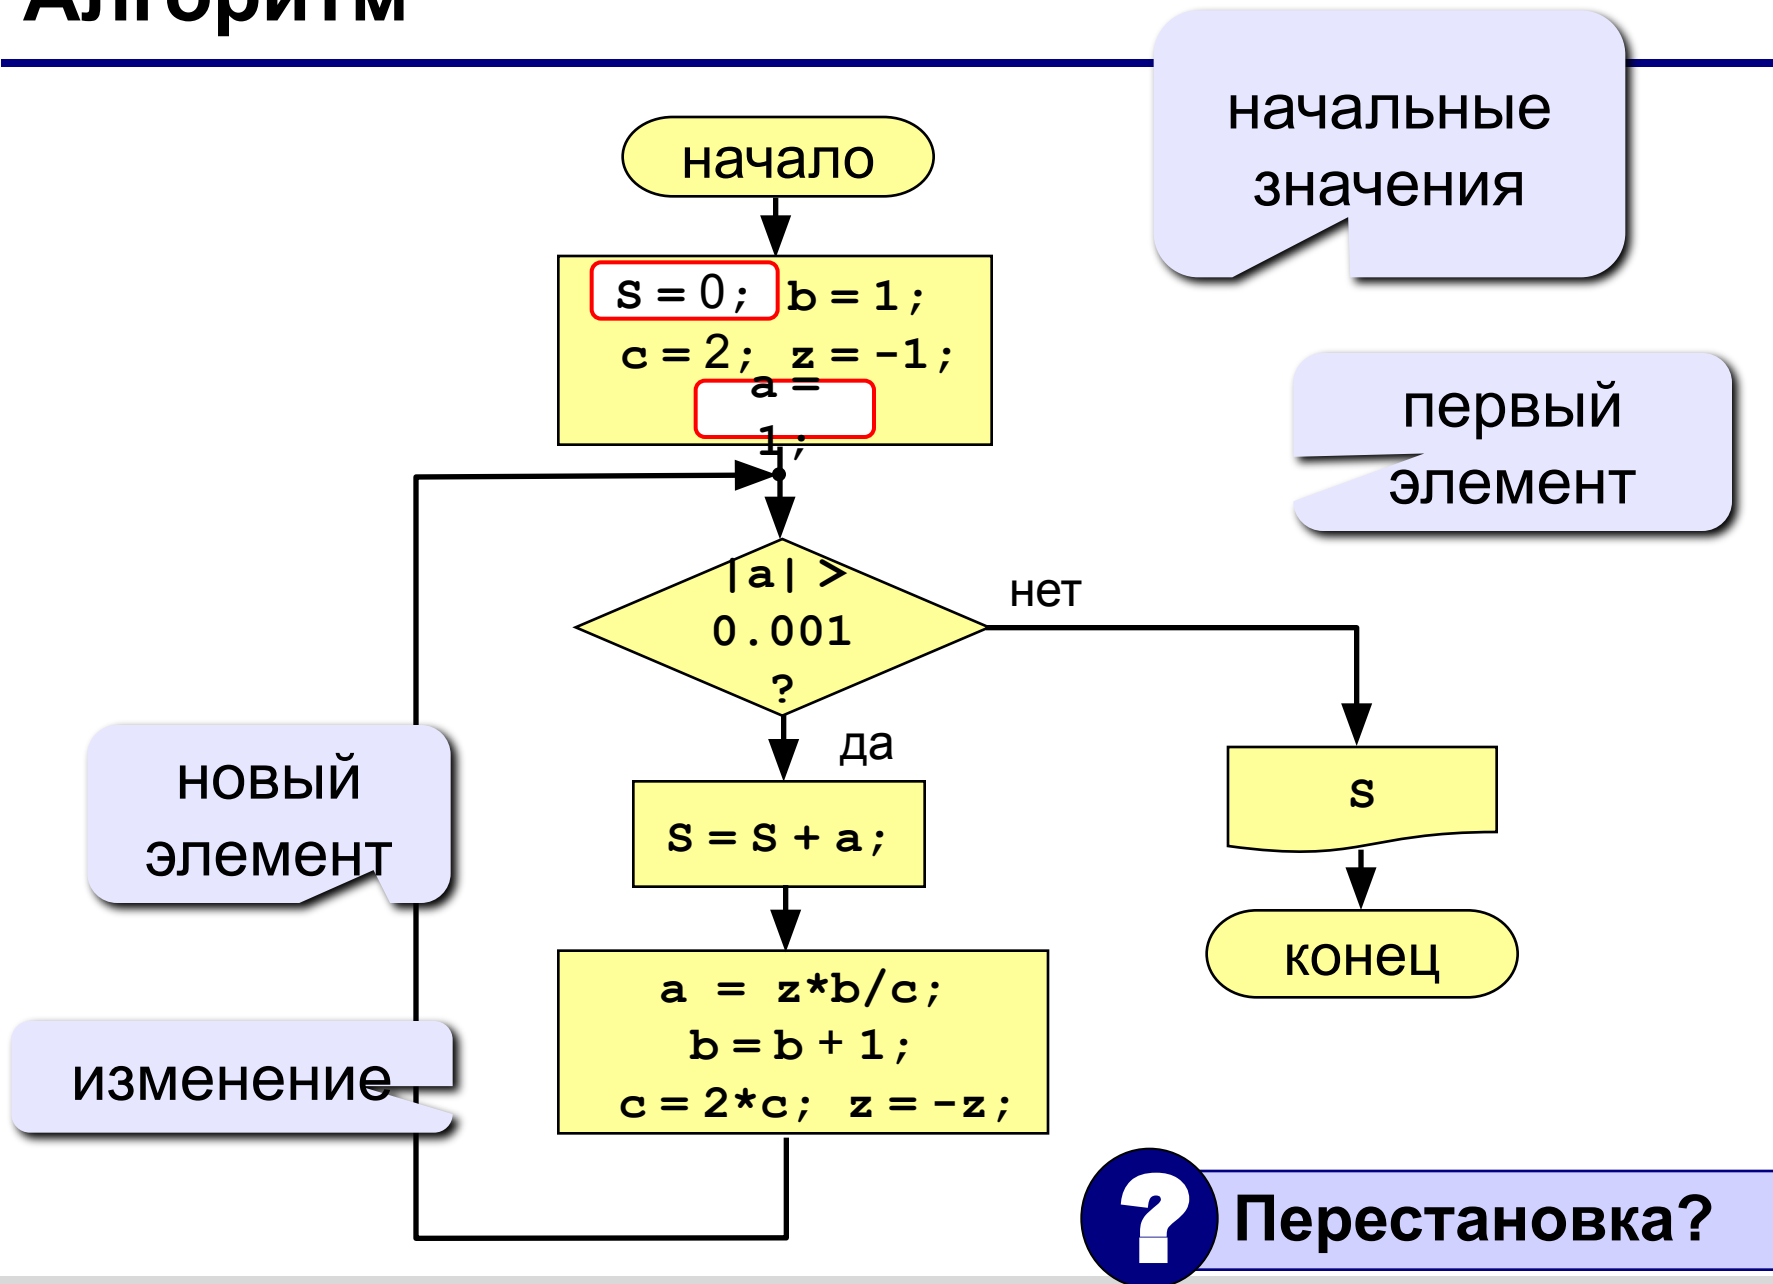 Алгоритм
начальные
значения
начало
S = 0; b = 1;
c = 2; z = -1;
a =
1;
первый
элемент
|a| >
0.001
?
нет
да
новый
элемент
S = S + a;
S
конец
a = z*b/c;
b = b + 1;
c = 2*c; z = -z;
изменение
? Перестановка?